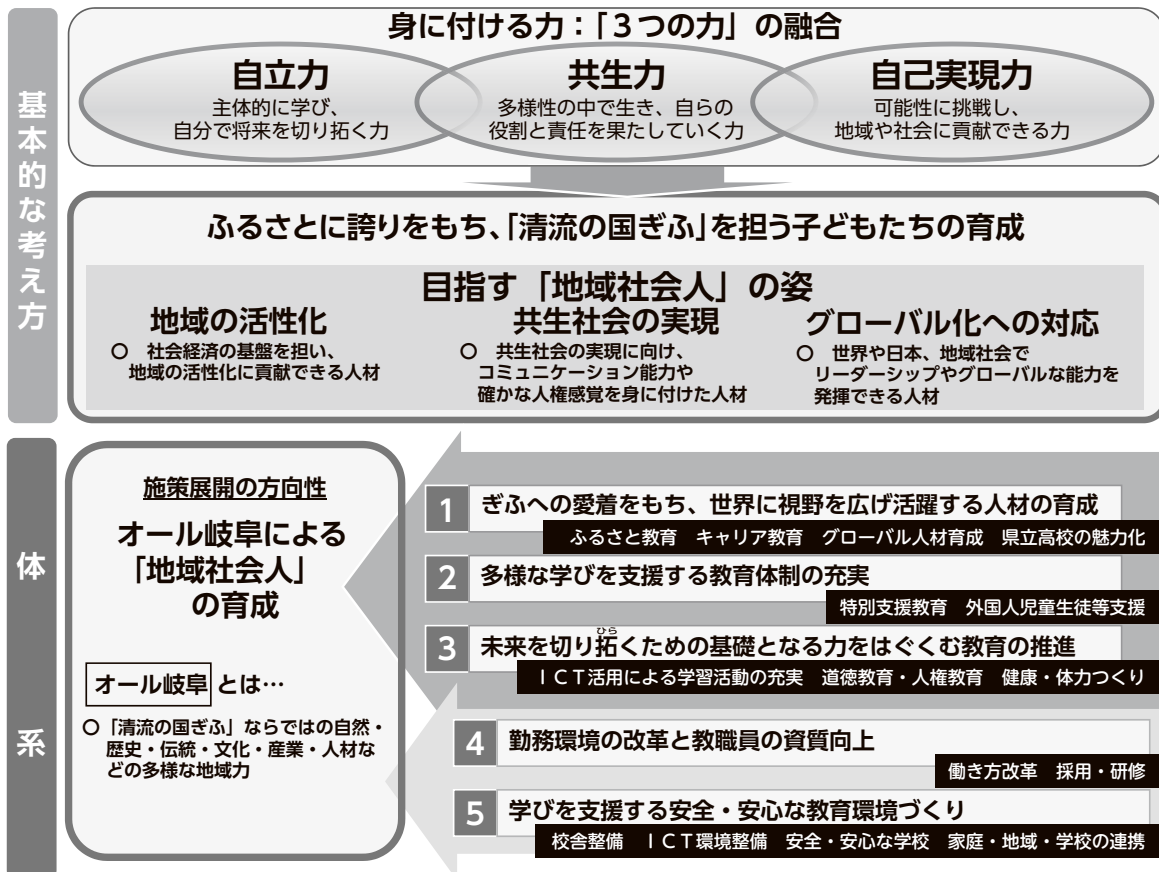 基本的な考え方
身に付ける力：「３つの力」の融合
自立力
主体的に学び、
自分で将来を切り拓く力
共生力
多様性の中で生き、自らの
役割と責任を果たしていく力
自己実現力
可能性に挑戦し、
地域や社会に貢献できる力
ふるさとに誇りをもち、「清流の国ぎふ」を担う子どもたちの育成
目指す「地域社会人」の姿
地域の活性化
○　社会経済の基盤を担い、
地域の活性化に貢献できる人材
共生社会の実現
○　共生社会の実現に向け、
コミュニケーション能力や
確かな人権感覚を身に付けた人材
グローバル化への対応
○　世界や日本、地域社会で
リーダーシップやグローバルな能力を
発揮できる人材
体系
施策展開の方向性
オール岐阜による
「地域社会人」
の育成
オール岐阜 とは…
○「清流の国ぎふ」ならではの自然・
歴史・伝統・文化・産業・人材な
どの多様な地域力
1 ぎふへの愛着をもち、世界に視野を広げ活躍する人材の育成
ふるさと教育　キャリア教育　グローバル人材育成　県立高校の魅力化
2 多様な学びを支援する教育体制の充実
特別支援教育　外国人児童生徒等支援
ひら
3 未来を切り拓くための基礎となる力をはぐくむ教育の推進
ＩＣＴ活用による学習活動の充実　道徳教育・人権教育　健康・体力つくり
4 勤務環境の改革と教職員の資質向上
働き方改革　採用・研修
5 学びを支援する安全・安心な教育環境づくり
校舎整備　ＩＣＴ環境整備　安全・安心な学校　家庭・地域・学校の連携